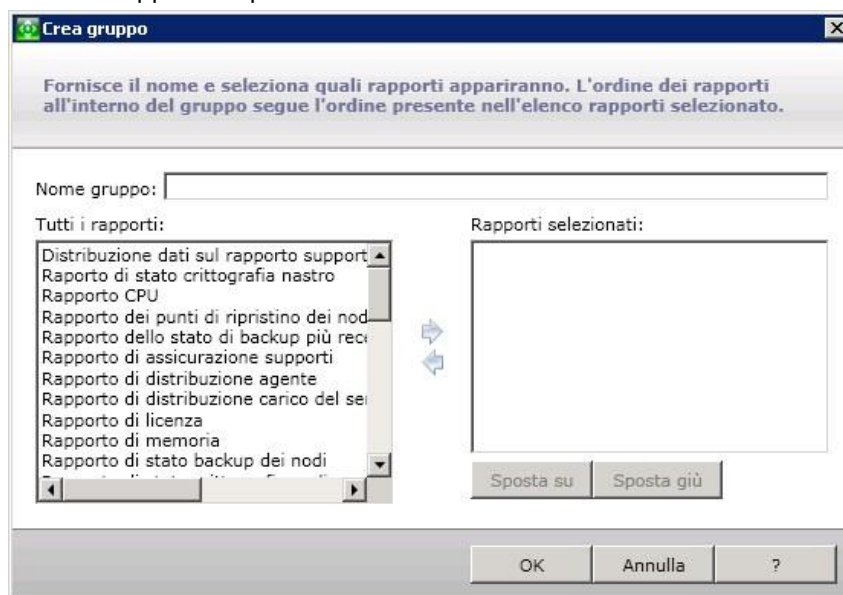 Crea gruppo
Fornisce il nome e seleziona quali rapporti appariranno. L'ordine dei rapporti
all'interno del gruppo segue l'ordine presente nell'elenco rapporti selezionato.
Nome gruppo:
Tutti i rapporti:
Distribuzione dati sul rapporto support
Raporto di stato crittografia nastro
Rapporto CPU
Rapporto dei punti di ripristino dei nod
Rapporto dello stato di backup più rece
Rapporto di assicurazione supporti
Rapporto di distribuzione agente
Rapporto di distribuzione carico del ser
Rapporto di licenza
Rapporto di memoria
Rapporto di stato backup dei nodi
Rapporti selezionati:
Sposta su
Sposta giù
OK
Annulla
?